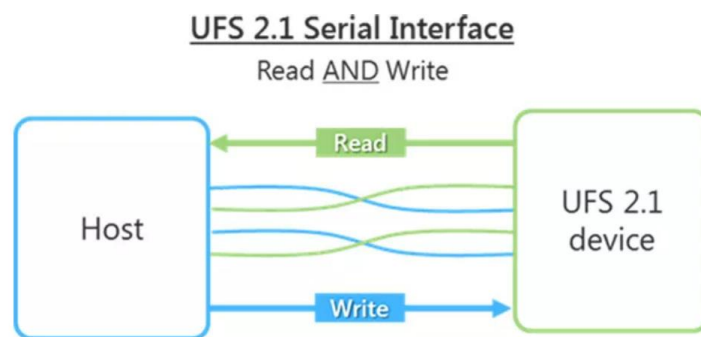 UFS 2.1 Serial Interface
Read AND Write
Read
Host
UFS 2.1
device
Write